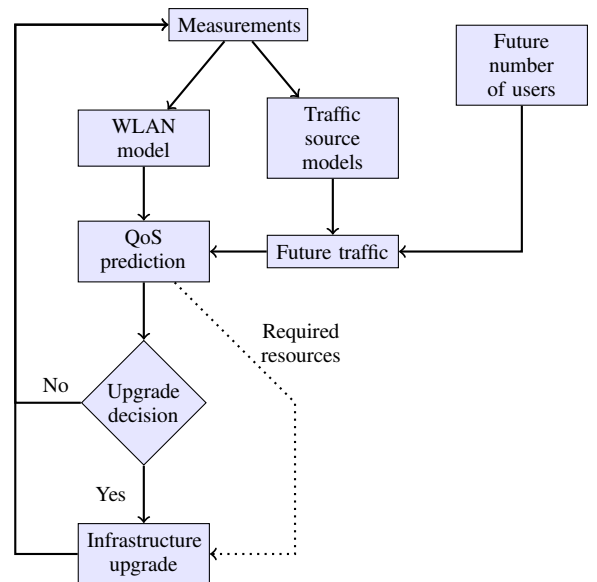 Measurements
Future
number
of users
WLAN
model
Traffic
source
models
QoS
prediction
Future traffic
Required
resources
No
Upgrade
decision
Yes
Infrastructure
upgrade